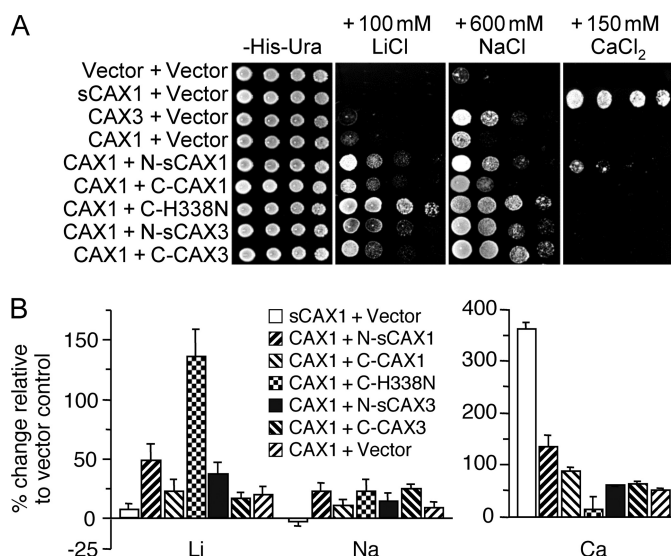 A
-His-Ura
+ 100 mM
LiCl
+ 600 mM
NaCl
+ 150 mM
CaCl₂
Vector + Vector
sCAX1 + Vector
CAX3 + Vector
CAX1 + Vector
CAX1 + N-sCAX1
CAX1 + C-CAX1
CAX1 + C-H338N
CAX1 + N-sCAX3
CAX1 + C-CAX3
B
% change relative
to vector control
150
100
50
0
-25
Li
Na
sCAX1 + Vector
CAX1 + N-sCAX1
CAX1 + C-CAX1
CAX1 + C-H338N
CAX1 + N-sCAX3
CAX1 + C-CAX3
CAX1 + Vector
400
300
200
100
0
Ca